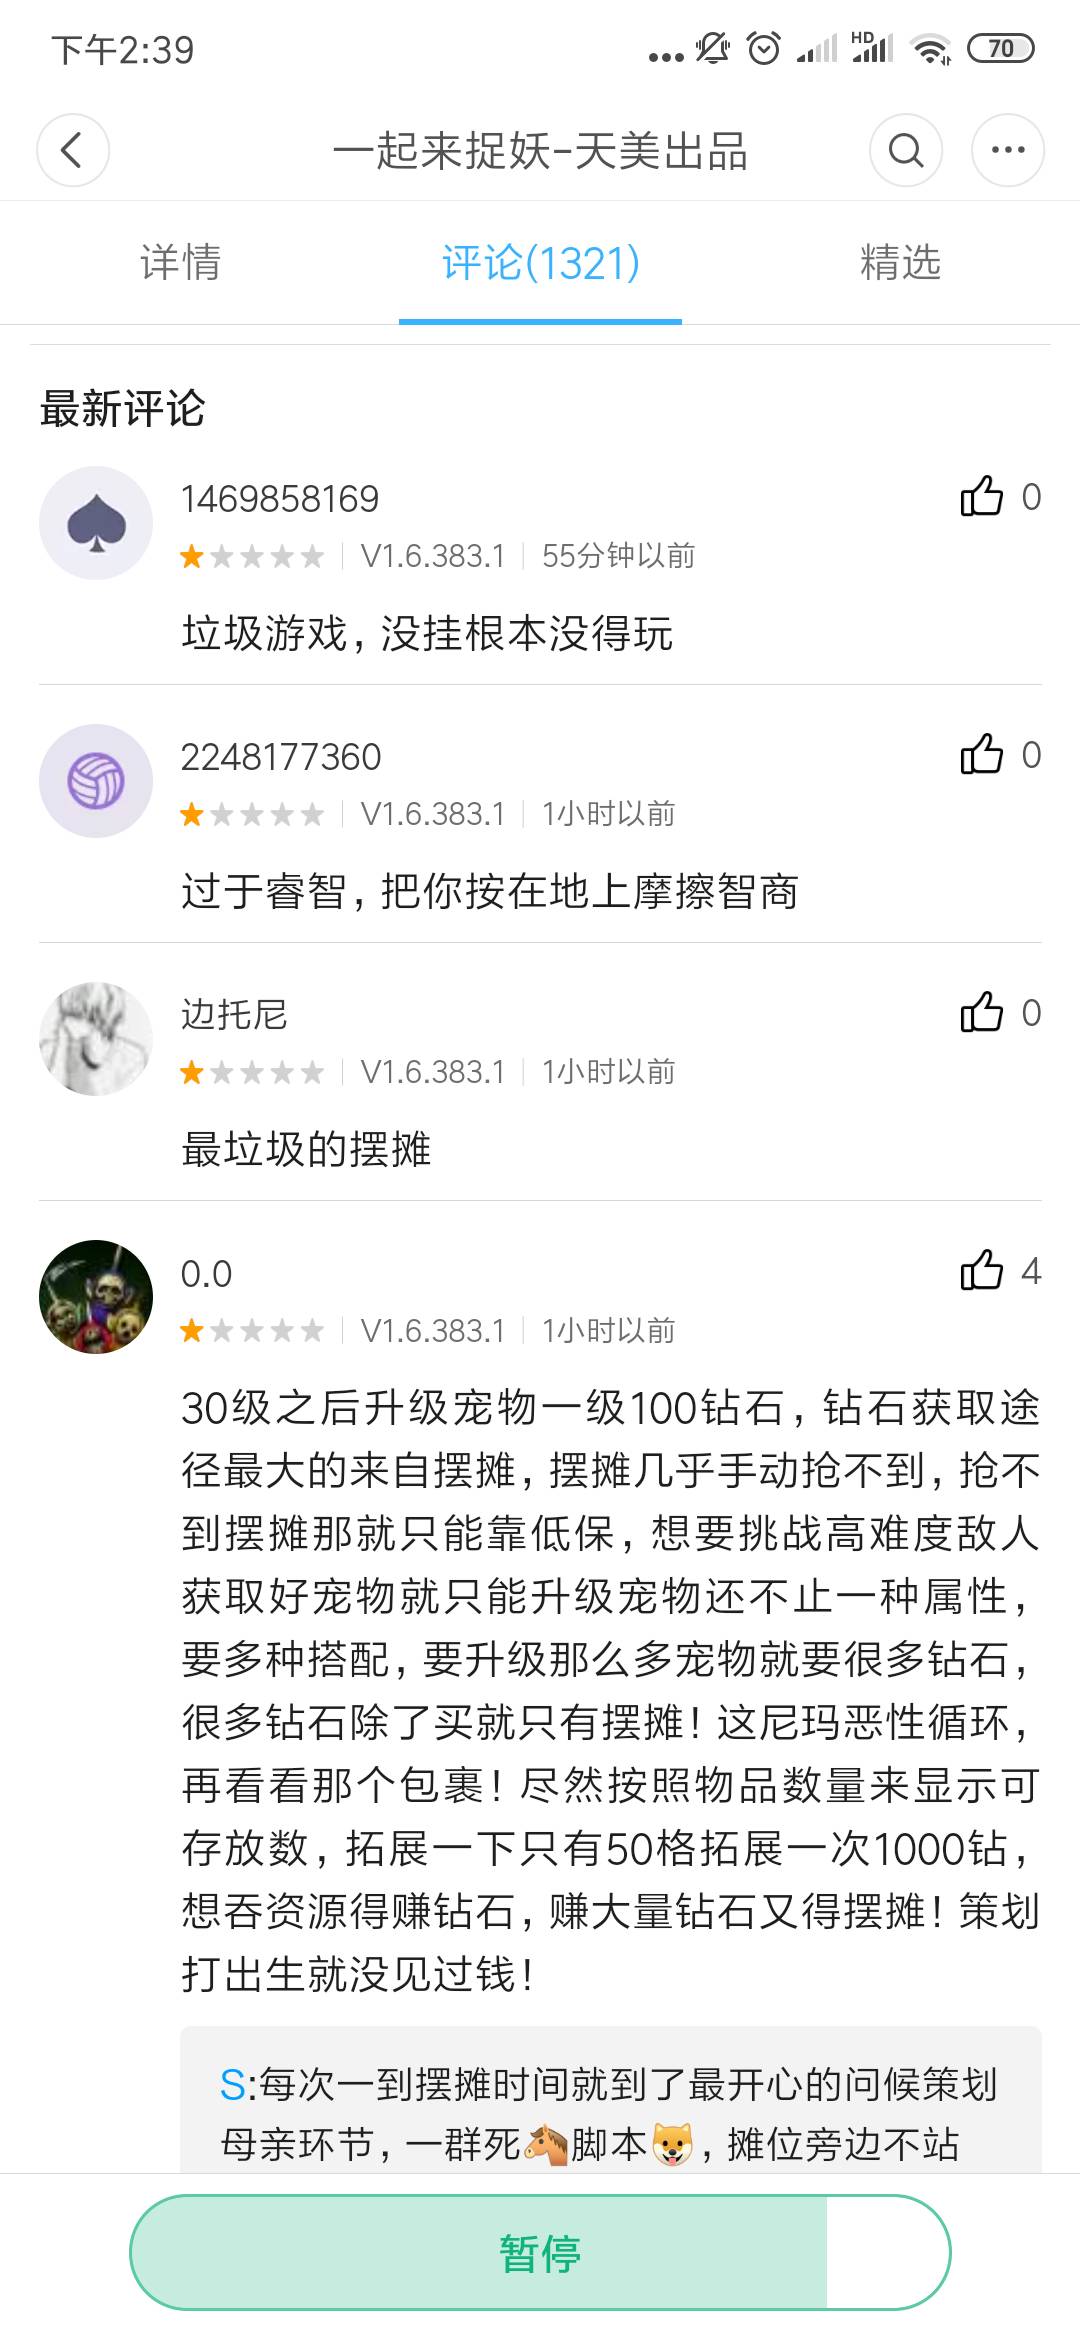 下午2:39
HD
70
一起来捉妖-天美出品
详情
评论(1321)
精选
最新评论
1469858169
0
V1.6.383.1
55分钟以前
垃圾游戏，没挂根本没得玩
2248177360
0
V1.6.383.1
1小时以前
过于睿智，把你按在地上摩擦智商
边托尼
0
V1.6.383.1
1小时以前
最垃圾的摆摊
0.0
4
V1.6.383.1
1小时以前
30级之后升级宠物一级100钻石，钻石获取途
径最大的来自摆摊，摆摊几乎手动抢不到，抢不
到摆摊那就只能靠低保，想要挑战高难度敌人
获取好宠物就只能升级宠物还不止一种属性，
要多种搭配，要升级那么多宠物就要很多钻石，
很多钻石除了买就只有摆摊！这尼玛恶性循环，
再看看那个包裹！尽然按照物品数量来显示可
存放数，拓展一下只有50格拓展一次1000钻，
想吞资源得赚钻石，赚大量钻石又得摆摊！策划
打出生就没见过钱！
S:每次一到摆摊时间就到了最开心的问候策划
母亲环节，一群死🐴脚本🐶，摊位旁边不站
暂停